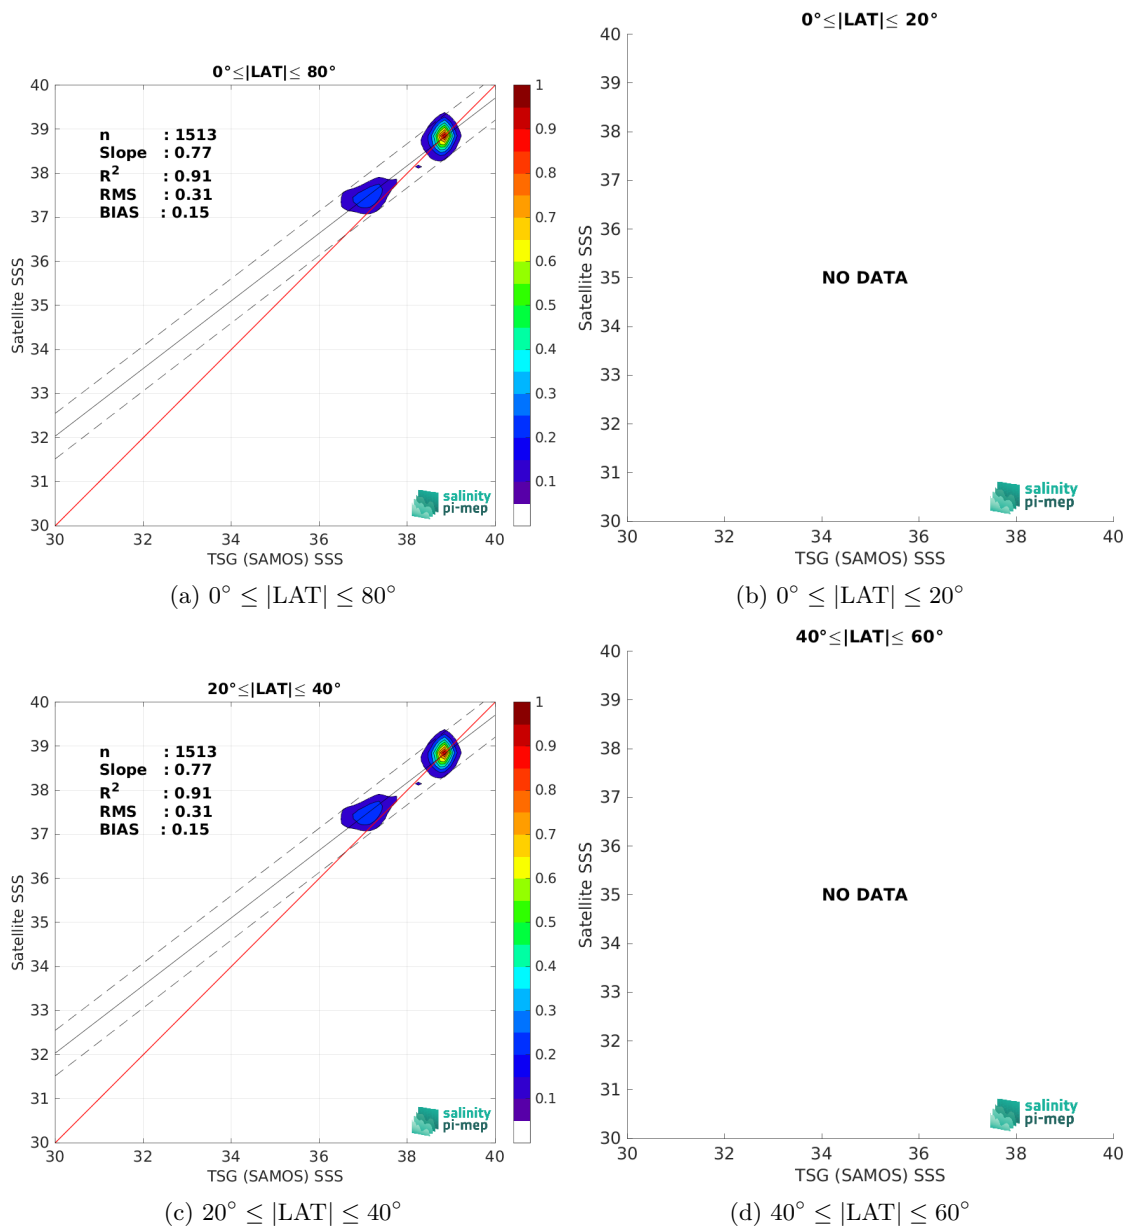 0°≤|LAT|≤ 80°
40
39
38
37
36
35
34
33
32
31
30
Satellite SSS
n : 1513
Slope : 0.77
R2 : 0.91
RMS : 0.31
BIAS : 0.15
1
0.9
0.8
0.7
0.6
0.5
0.4
0.3
0.2
0.1
salinity
pi-mep
30 32 34 36 38 40
TSG (SAMOS) SSS
(a) 0° ≤ |LAT| ≤ 80°
0°≤|LAT|≤ 20°
40
39
38
37
36
35
34
33
32
31
30
Satellite SSS
NO DATA
salinity
pi-mep
30 32 34 36 38 40
TSG (SAMOS) SSS
(b) 0° ≤ |LAT| ≤ 20°
20°≤|LAT|≤ 40°
40
39
38
37
36
35
34
33
32
31
30
Satellite SSS
n : 1513
Slope : 0.77
R2 : 0.91
RMS : 0.31
BIAS : 0.15
1
0.9
0.8
0.7
0.6
0.5
0.4
0.3
0.2
0.1
salinity
pi-mep
30 32 34 36 38 40
TSG (SAMOS) SSS
(c) 20° ≤ |LAT| ≤ 40°
40°≤|LAT|≤ 60°
40
39
38
37
36
35
34
33
32
31
30
Satellite SSS
NO DATA
salinity
pi-mep
30 32 34 36 38 40
TSG (SAMOS) SSS
(d) 40° ≤ |LAT| ≤ 60°